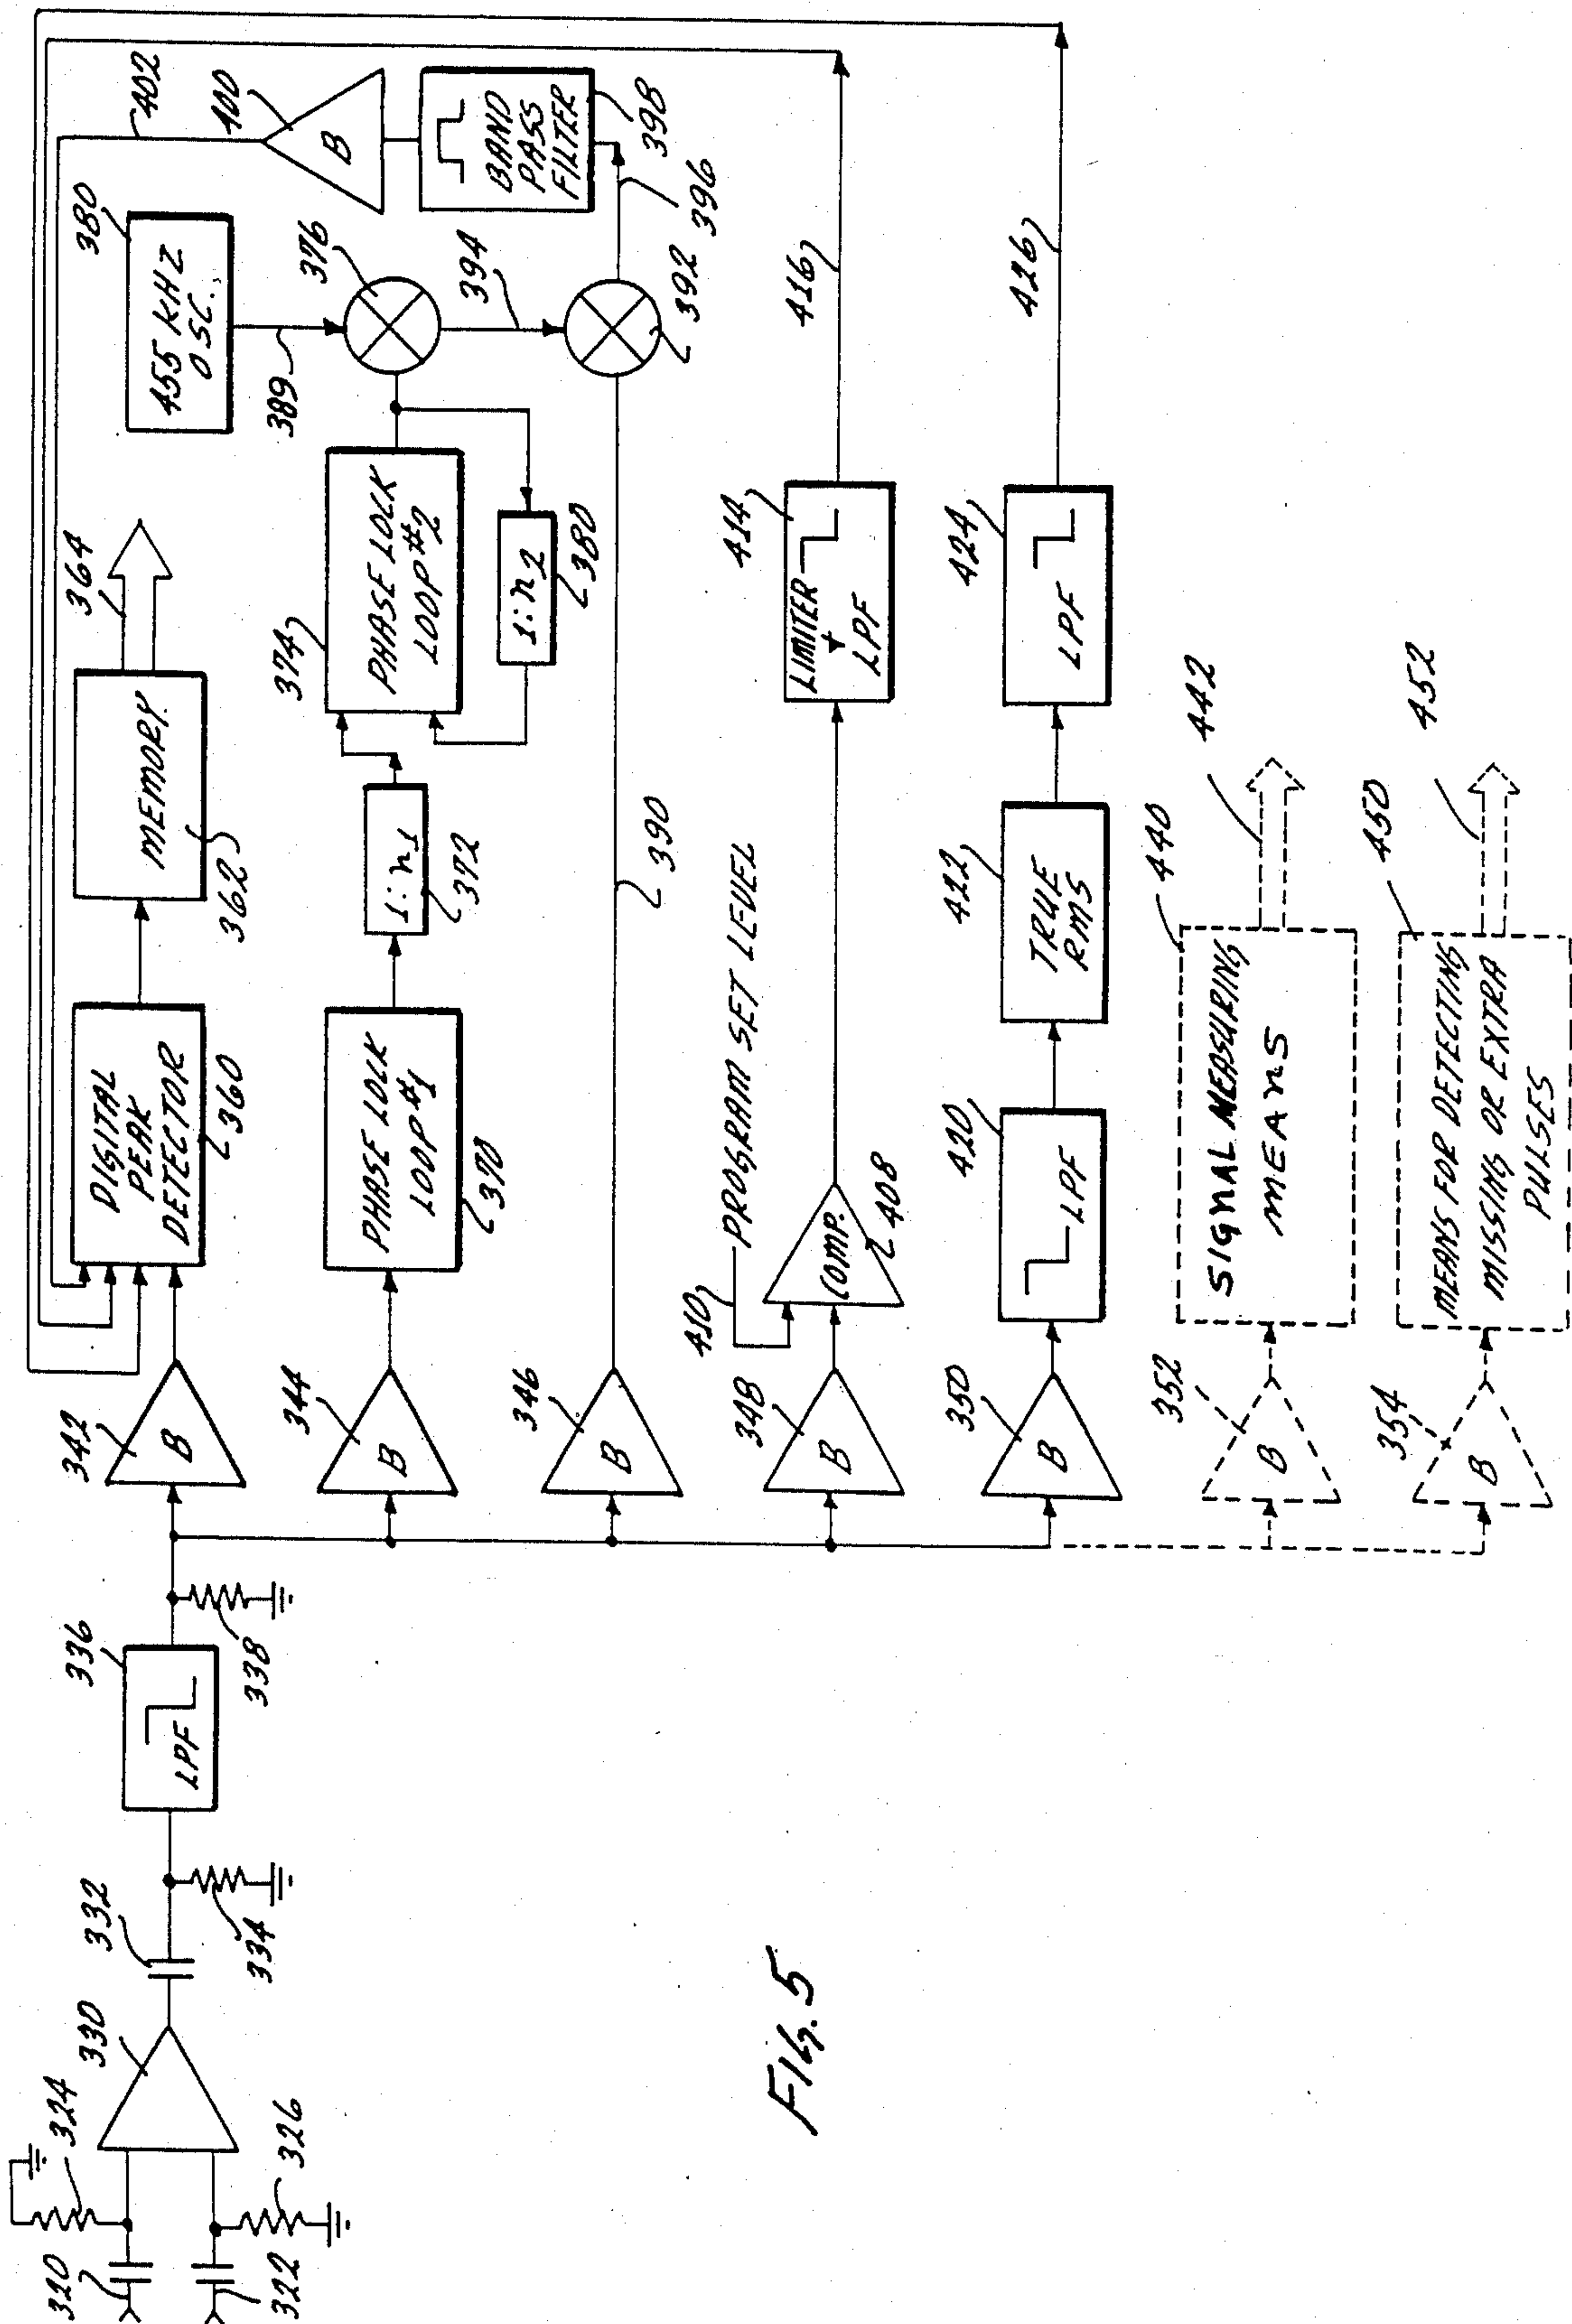 320
322
324
326
330
332
334
336
LPF
338
342
B
344
B
346
B
348
B
350
B
352
B
354
B
DIGITAL
PEAK
DETECTOR
360
MEMORY
362
364
PHASE LOCK
LOOP #1
370
1:n1
372
374
PHASE LOCK
LOOP #2
1:n2
380
380
455 KHZ
OSC.
389
376
394
392
396
BAND
PASS
FILTER
398
B
400
402
390
410
PROGRAM SET LEVEL
COMP.
408
414
LIMITER
+
LPF
416
420
LPF
422
TRUE
RMS
424
LPF
426
440
SIGNAL MEASURING
MEANS
442
450
MEANS FOR DETECTING
MISSING OR EXTRA
PULSES
452
FIG. 5